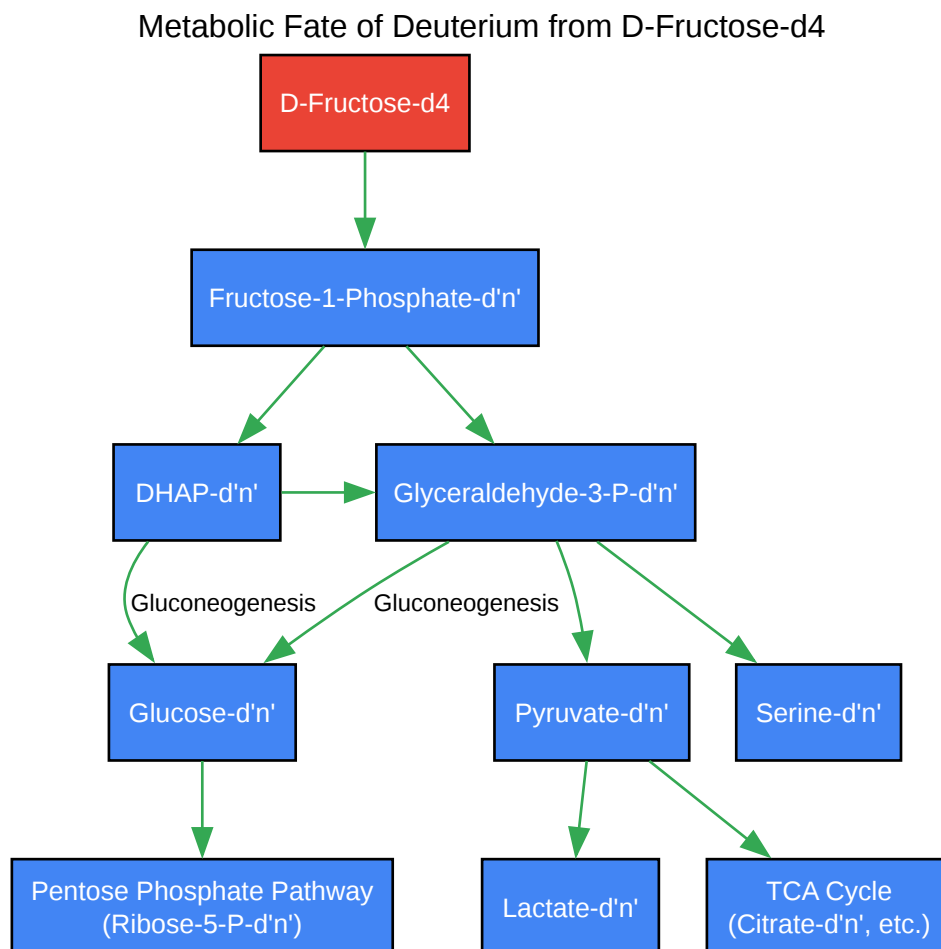 Metabolic Fate of Deuterium from D-Fructose-d4
D-Fructose-d4
Fructose-1-Phosphate-d'n'
DHAP-d'n'
Glyceraldehyde-3-P-d'n'
Gluconeogenesis
Gluconeogenesis
Glucose-d'n'
Pyruvate-d'n'
Serine-d'n'
Pentose Phosphate Pathway
(Ribose-5-P-d'n')
Lactate-d'n'
TCA Cycle
(Citrate-d'n', etc.)